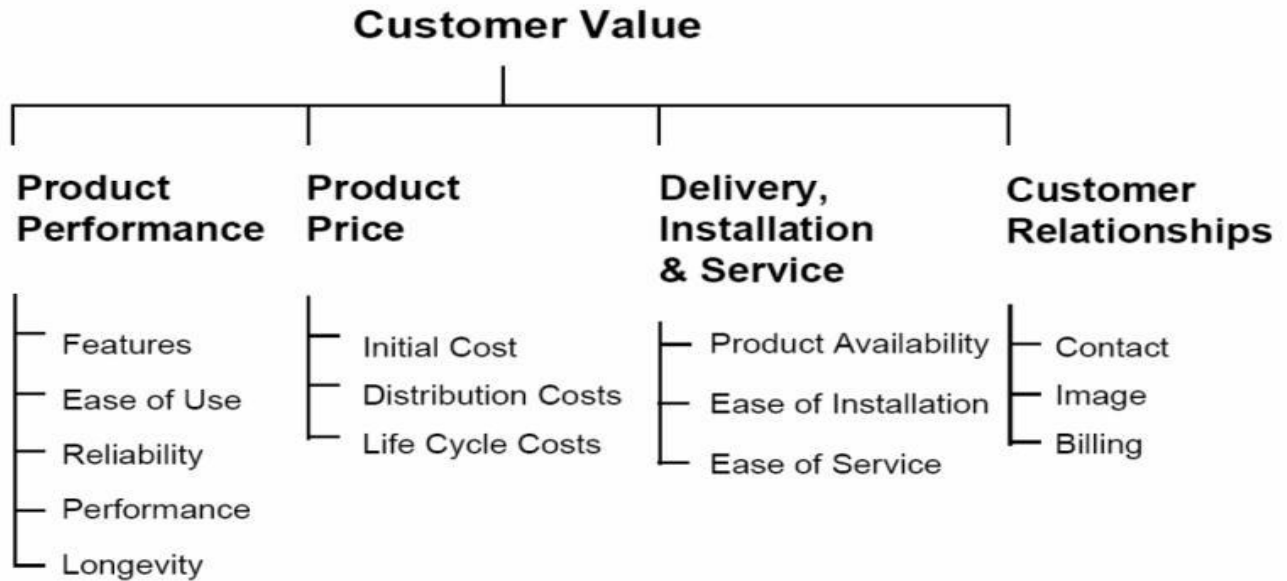 Customer Value
Product
Performance
Features
Ease of Use
Reliability
Performance
Longevity
Product
Price
Initial Cost
Distribution Costs
Life Cycle Costs
Delivery,
Installation
& Service
Product Availability
Ease of Installation
Ease of Service
Customer
Relationships
Contact
Image
Billing